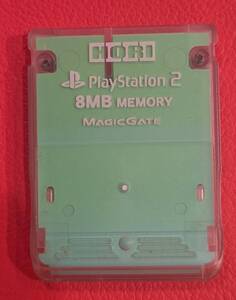 HORI
PlayStation 2
8MB MEMORY
MAGICGATE